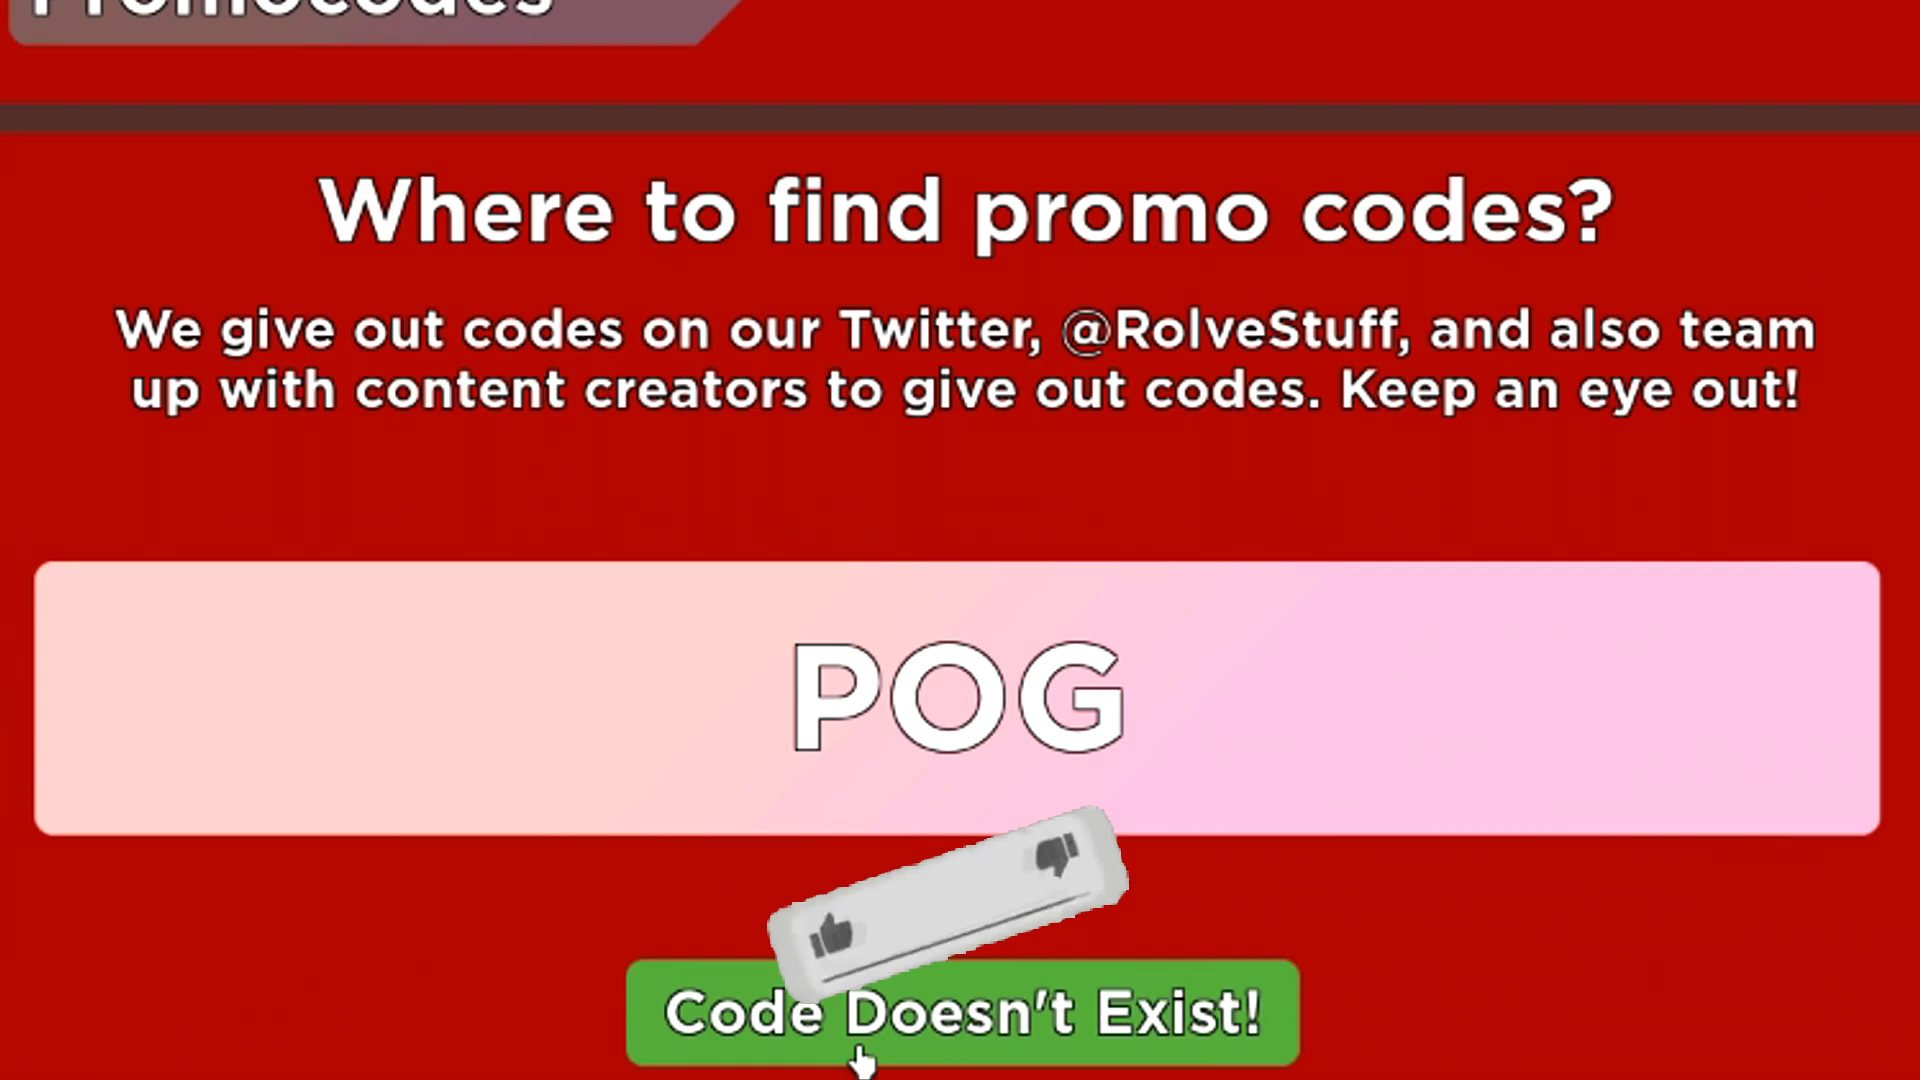 Promocodes
Where to find promo codes?
We give out codes on our Twitter, @RolveStuff, and also team
up with content creators to give out codes. Keep an eye out!
POG
Code Doesn't Exist!